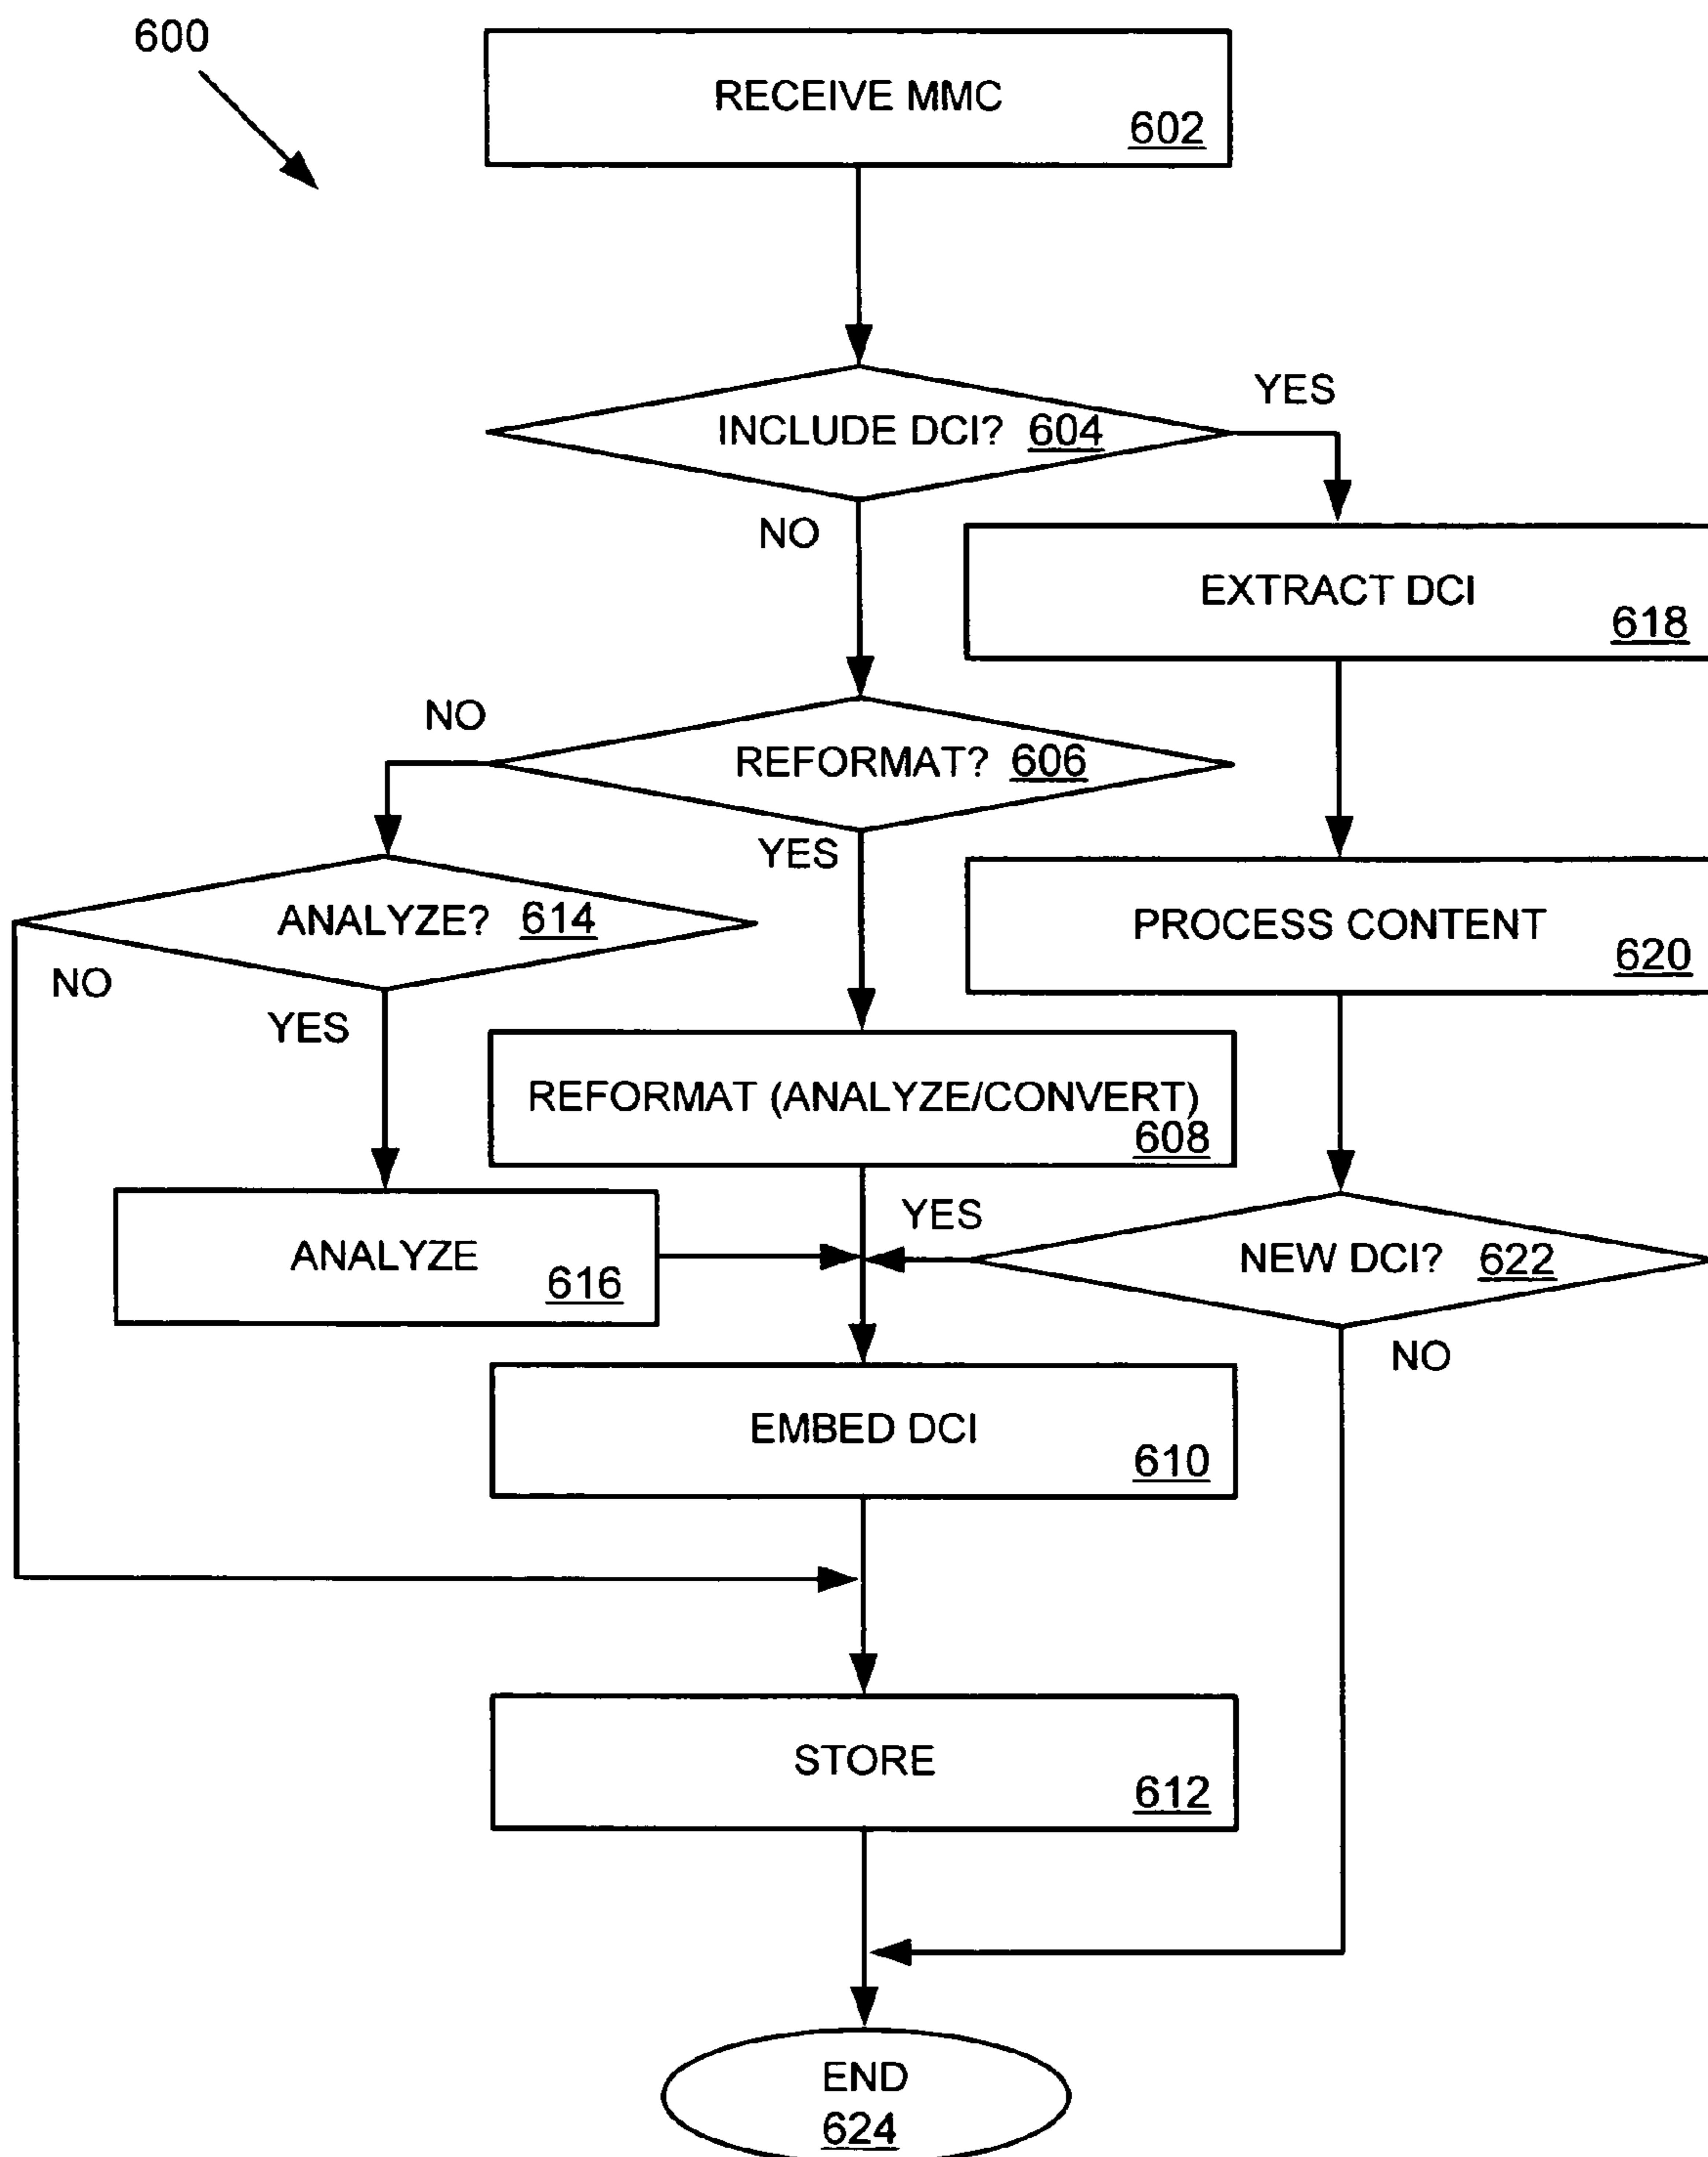 600
RECEIVE MMC
602
YES
INCLUDE DCI? 604
NO
EXTRACT DCI
618
NO
REFORMAT? 606
YES
ANALYZE? 614
PROCESS CONTENT
620
NO
YES
REFORMAT (ANALYZE/CONVERT)
608
YES
ANALYZE
616
NEW DCI? 622
NO
EMBED DCI
610
STORE
612
END
624